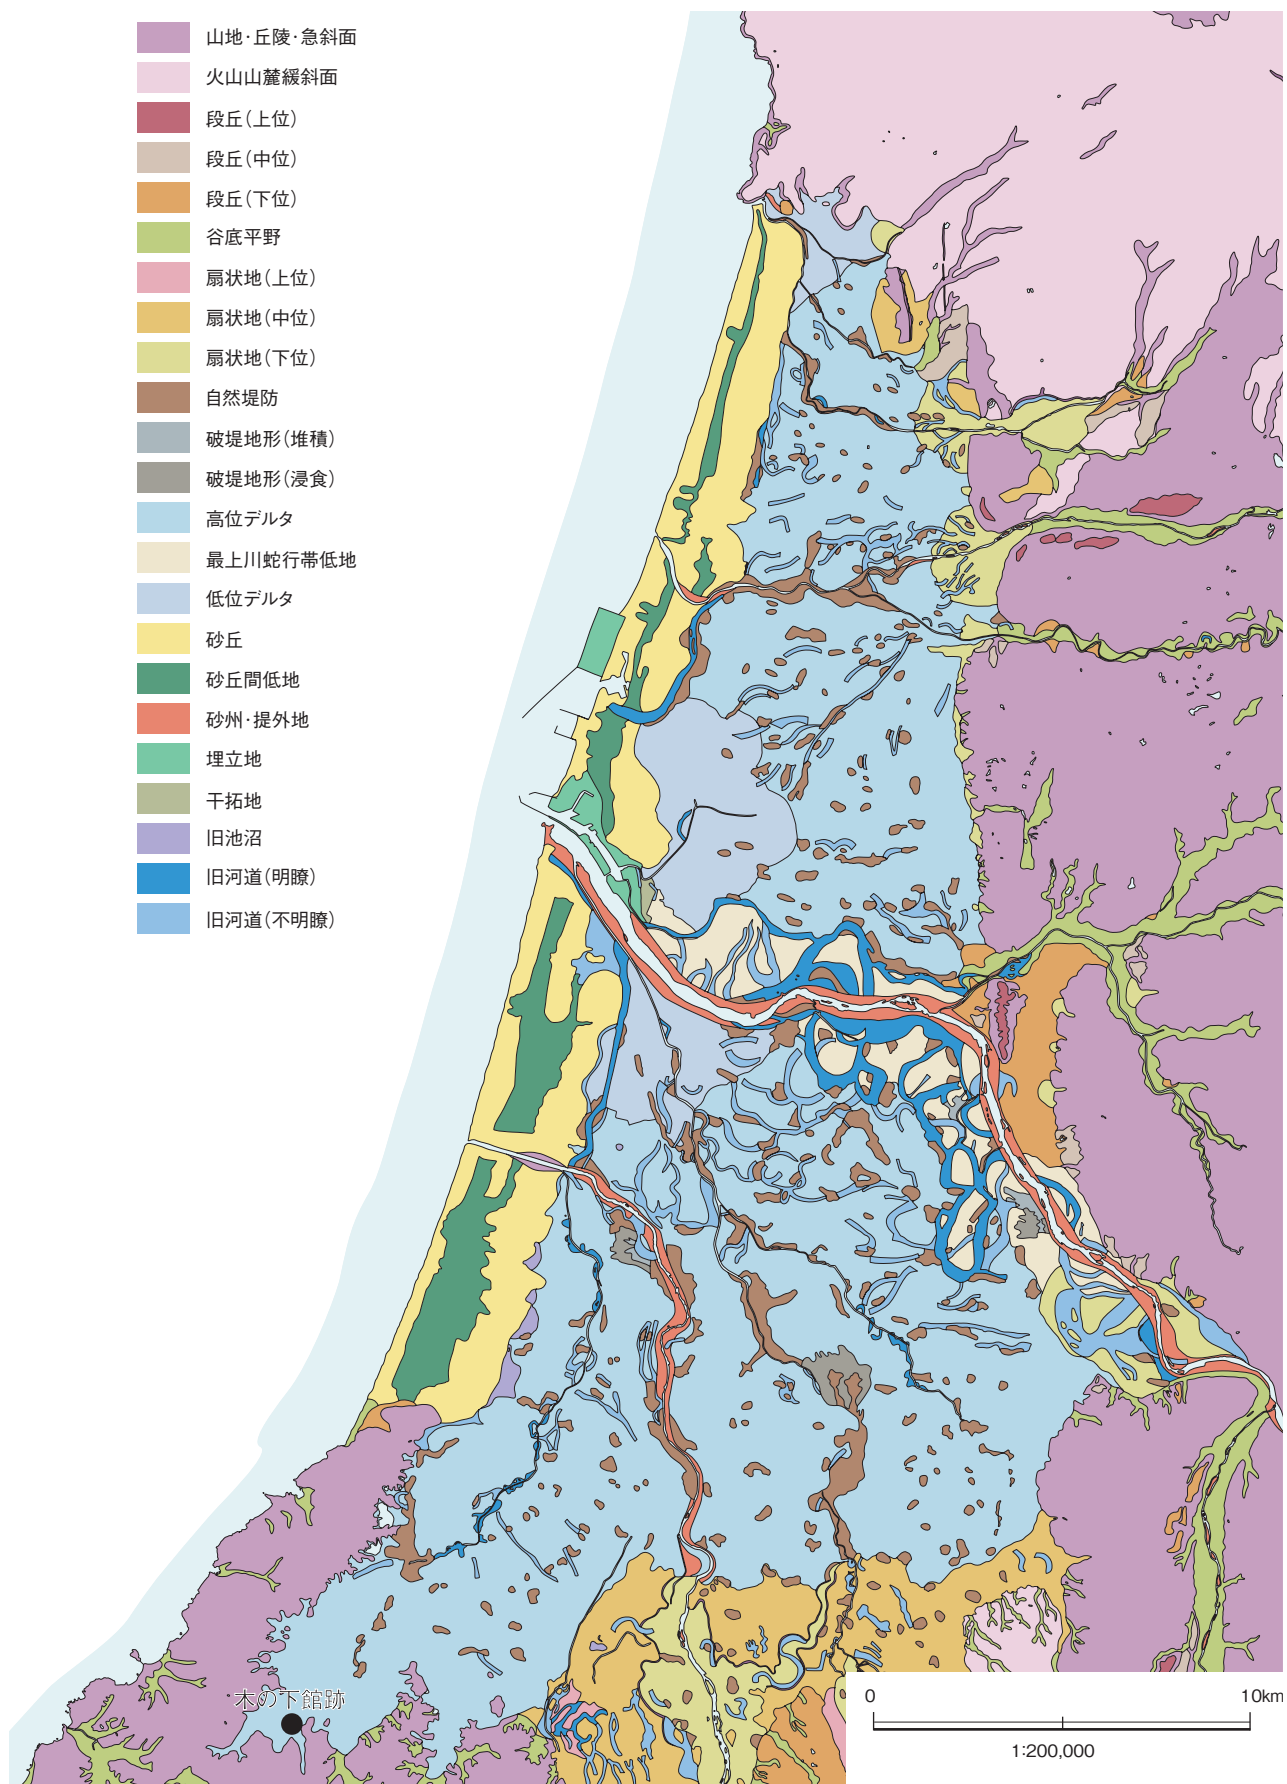 山地・丘陵・急斜面
火山山麓緩斜面
段丘（上位）
段丘（中位）
段丘（下位）
谷底平野
扇状地（上位）
扇状地（中位）
扇状地（下位）
自然堤防
破堤地形（堆積）
破堤地形（浸食）
高位デルタ
最上川蛇行帯低地
低位デルタ
砂丘
砂丘間低地
砂州・提外地
埋立地
干拓地
旧池沼
旧河道（明瞭）
旧河道（不明瞭）
木の下館跡
0 10km
1:200,000